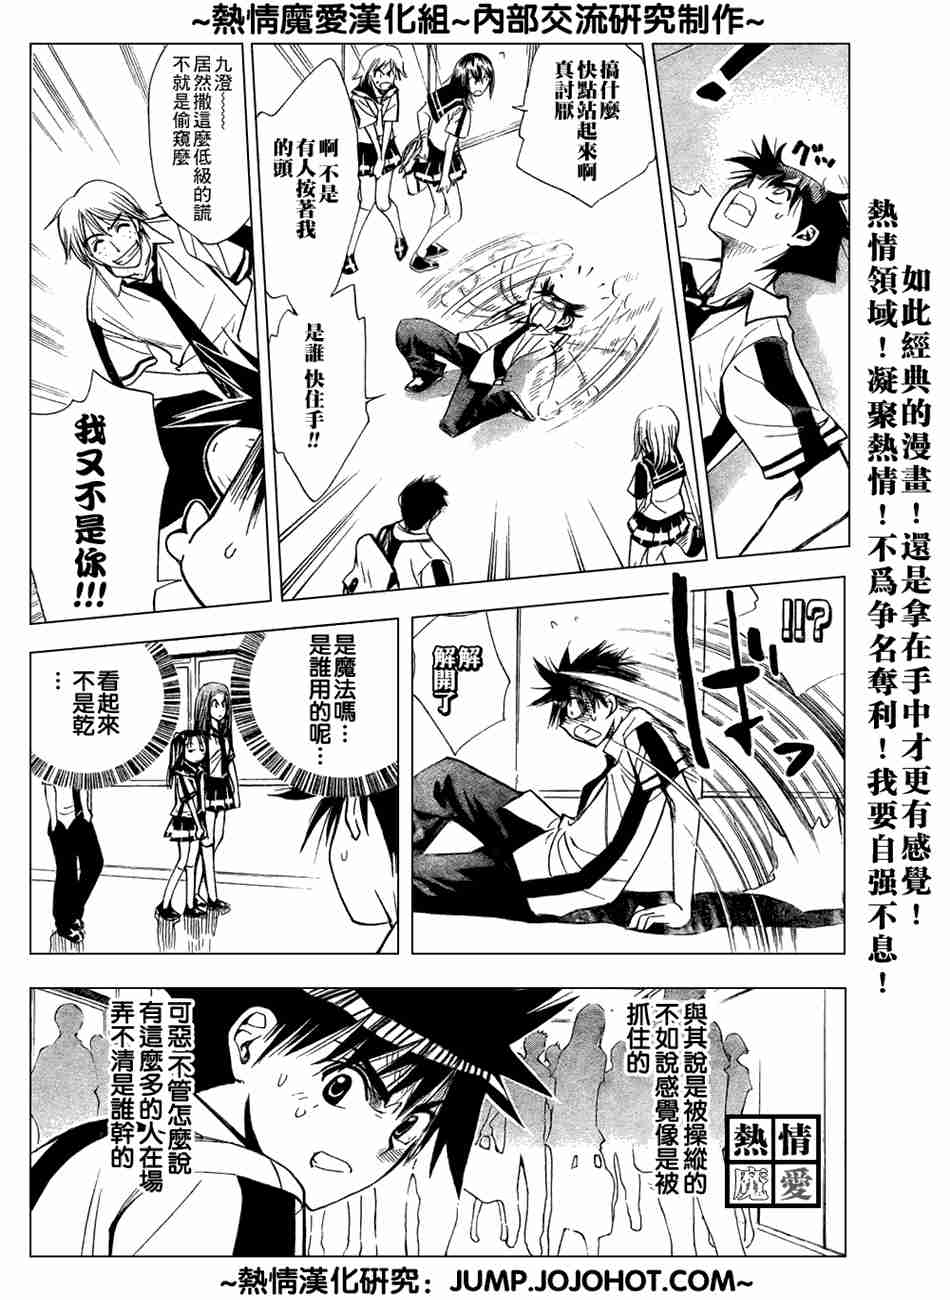 ~熱情魔愛漢化組~內部交流研究制作~
グッ
搞什麼
快點站起來啊
真討厭
啊 不是
有人按著我
的頭
是誰 快住手!!
九澄~~~~~
居然撒這麼低級的謊
不就是偷窺麼
我又不是你!!!
!!?
解
解開了
是魔法嗎…
是誰用的呢…
看起來
不是乾
…
與其說是被操縱的
不如說感覺像是被
抓住的
可惡 不管怎麼說
有這麼多的人在場
弄不清是誰幹的
如此經典的漫畫！還是拿在手中才更有感覺！
熱情領域！凝聚熱情！不爲争名奪利！我要自强不息！
熱情
魔愛
~熱情漢化研究：JUMP.JOJOHOT.COM~